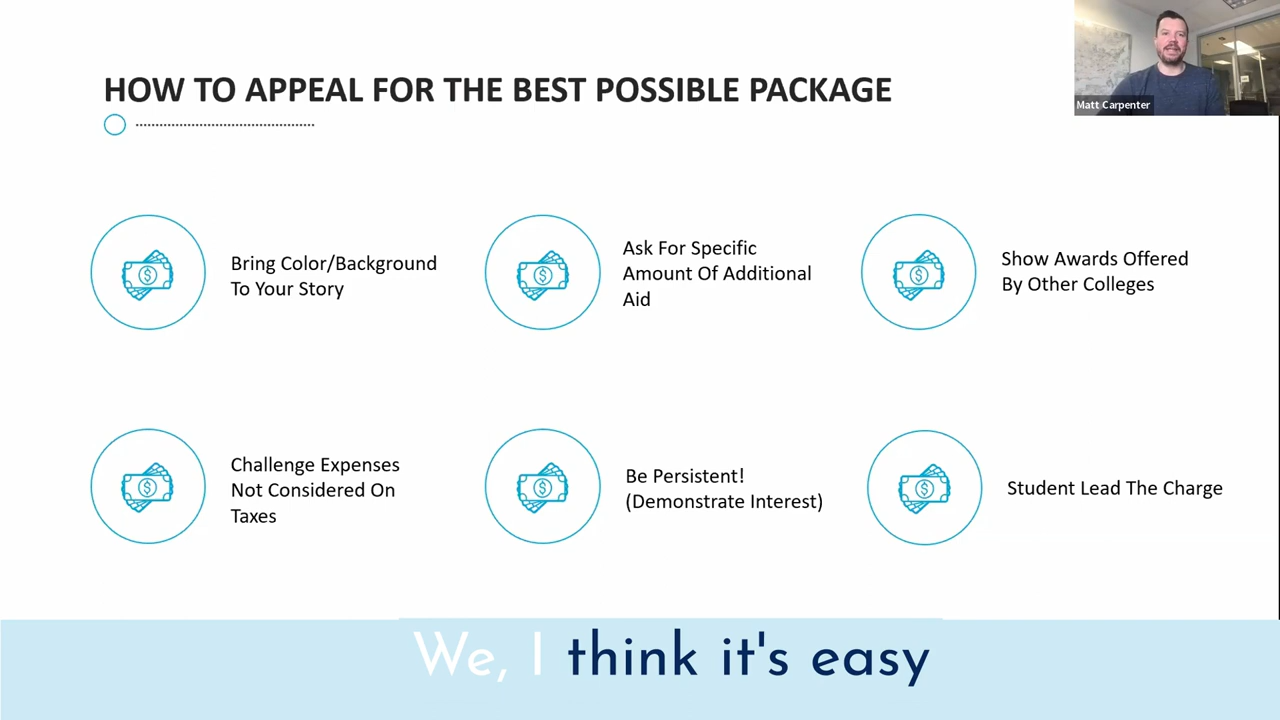 HOW TO APPEAL FOR THE BEST POSSIBLE PACKAGE
Matt Carpenter
Bring Color/Background
To Your Story
Ask For Specific
Amount Of Additional
Aid
Show Awards Offered
By Other Colleges
Challenge Expenses
Not Considered On
Taxes
Be Persistent!
(Demonstrate Interest)
Student Lead The Charge
We, I think it's easy